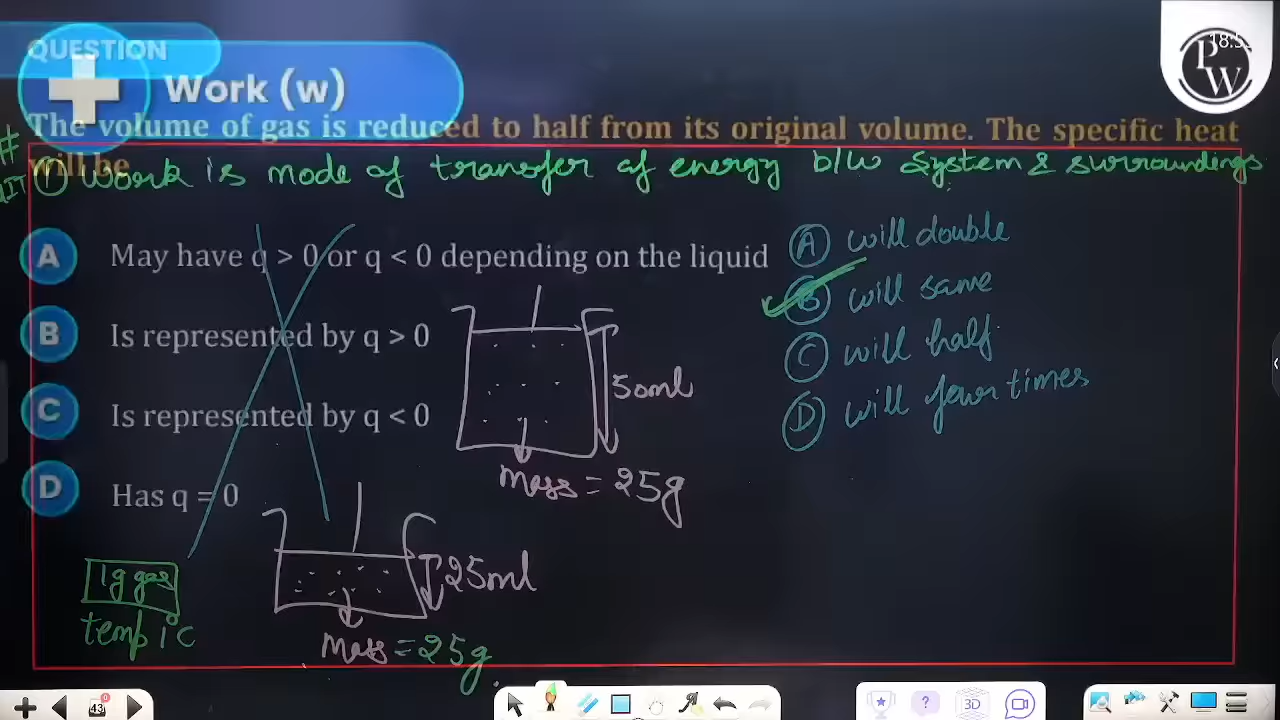 QUESTION
18:5
PW
Work (w)
The volume of gas is reduced to half from its original volume. The specific heat
will be
#
① Work is mode of transfer of energy b/w system & surroundings
A May have q > 0 or q < 0 depending on the liquid
B Is represented by q > 0
C Is represented by q < 0
D Has q = 0
Ⓐ will double
Ⓑ will same
Ⓒ will half
Ⓓ will four times
50ml
Mass = 25g
25ml
Mass = 25g
1g gas
temp 1°C
43
3D